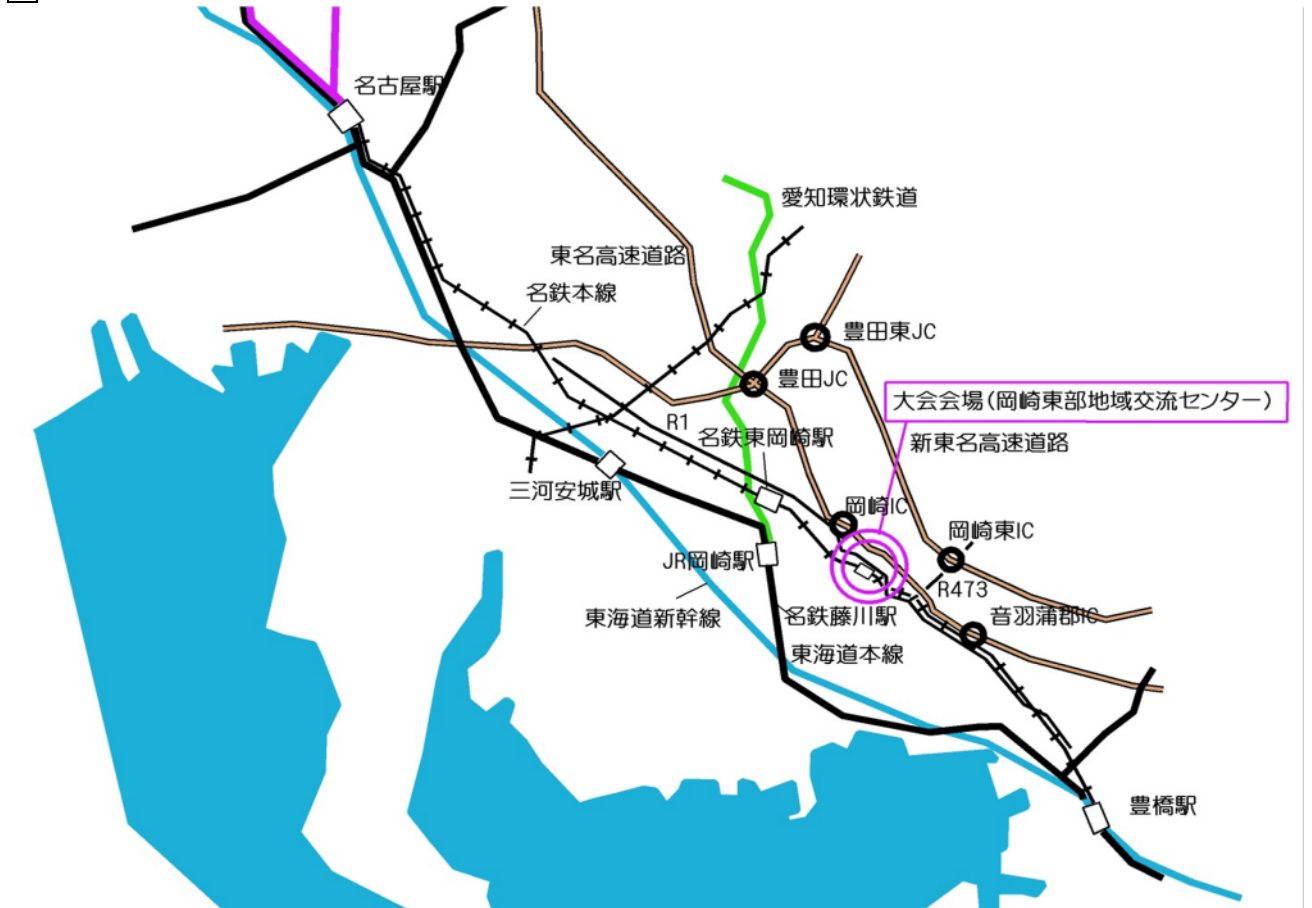 名古屋駅
愛知環状鉄道
東名高速道路
名鉄本線
豊田東JC
豊田JC
大会会場(岡崎東部地域交流センター)
R1
名鉄東岡崎駅
新東名高速道路
三河安城駅
岡崎IC
岡崎東IC
JR岡崎駅
R473
東海道新幹線
名鉄藤川駅
音羽蒲郡IC
東海道本線
豊橋駅